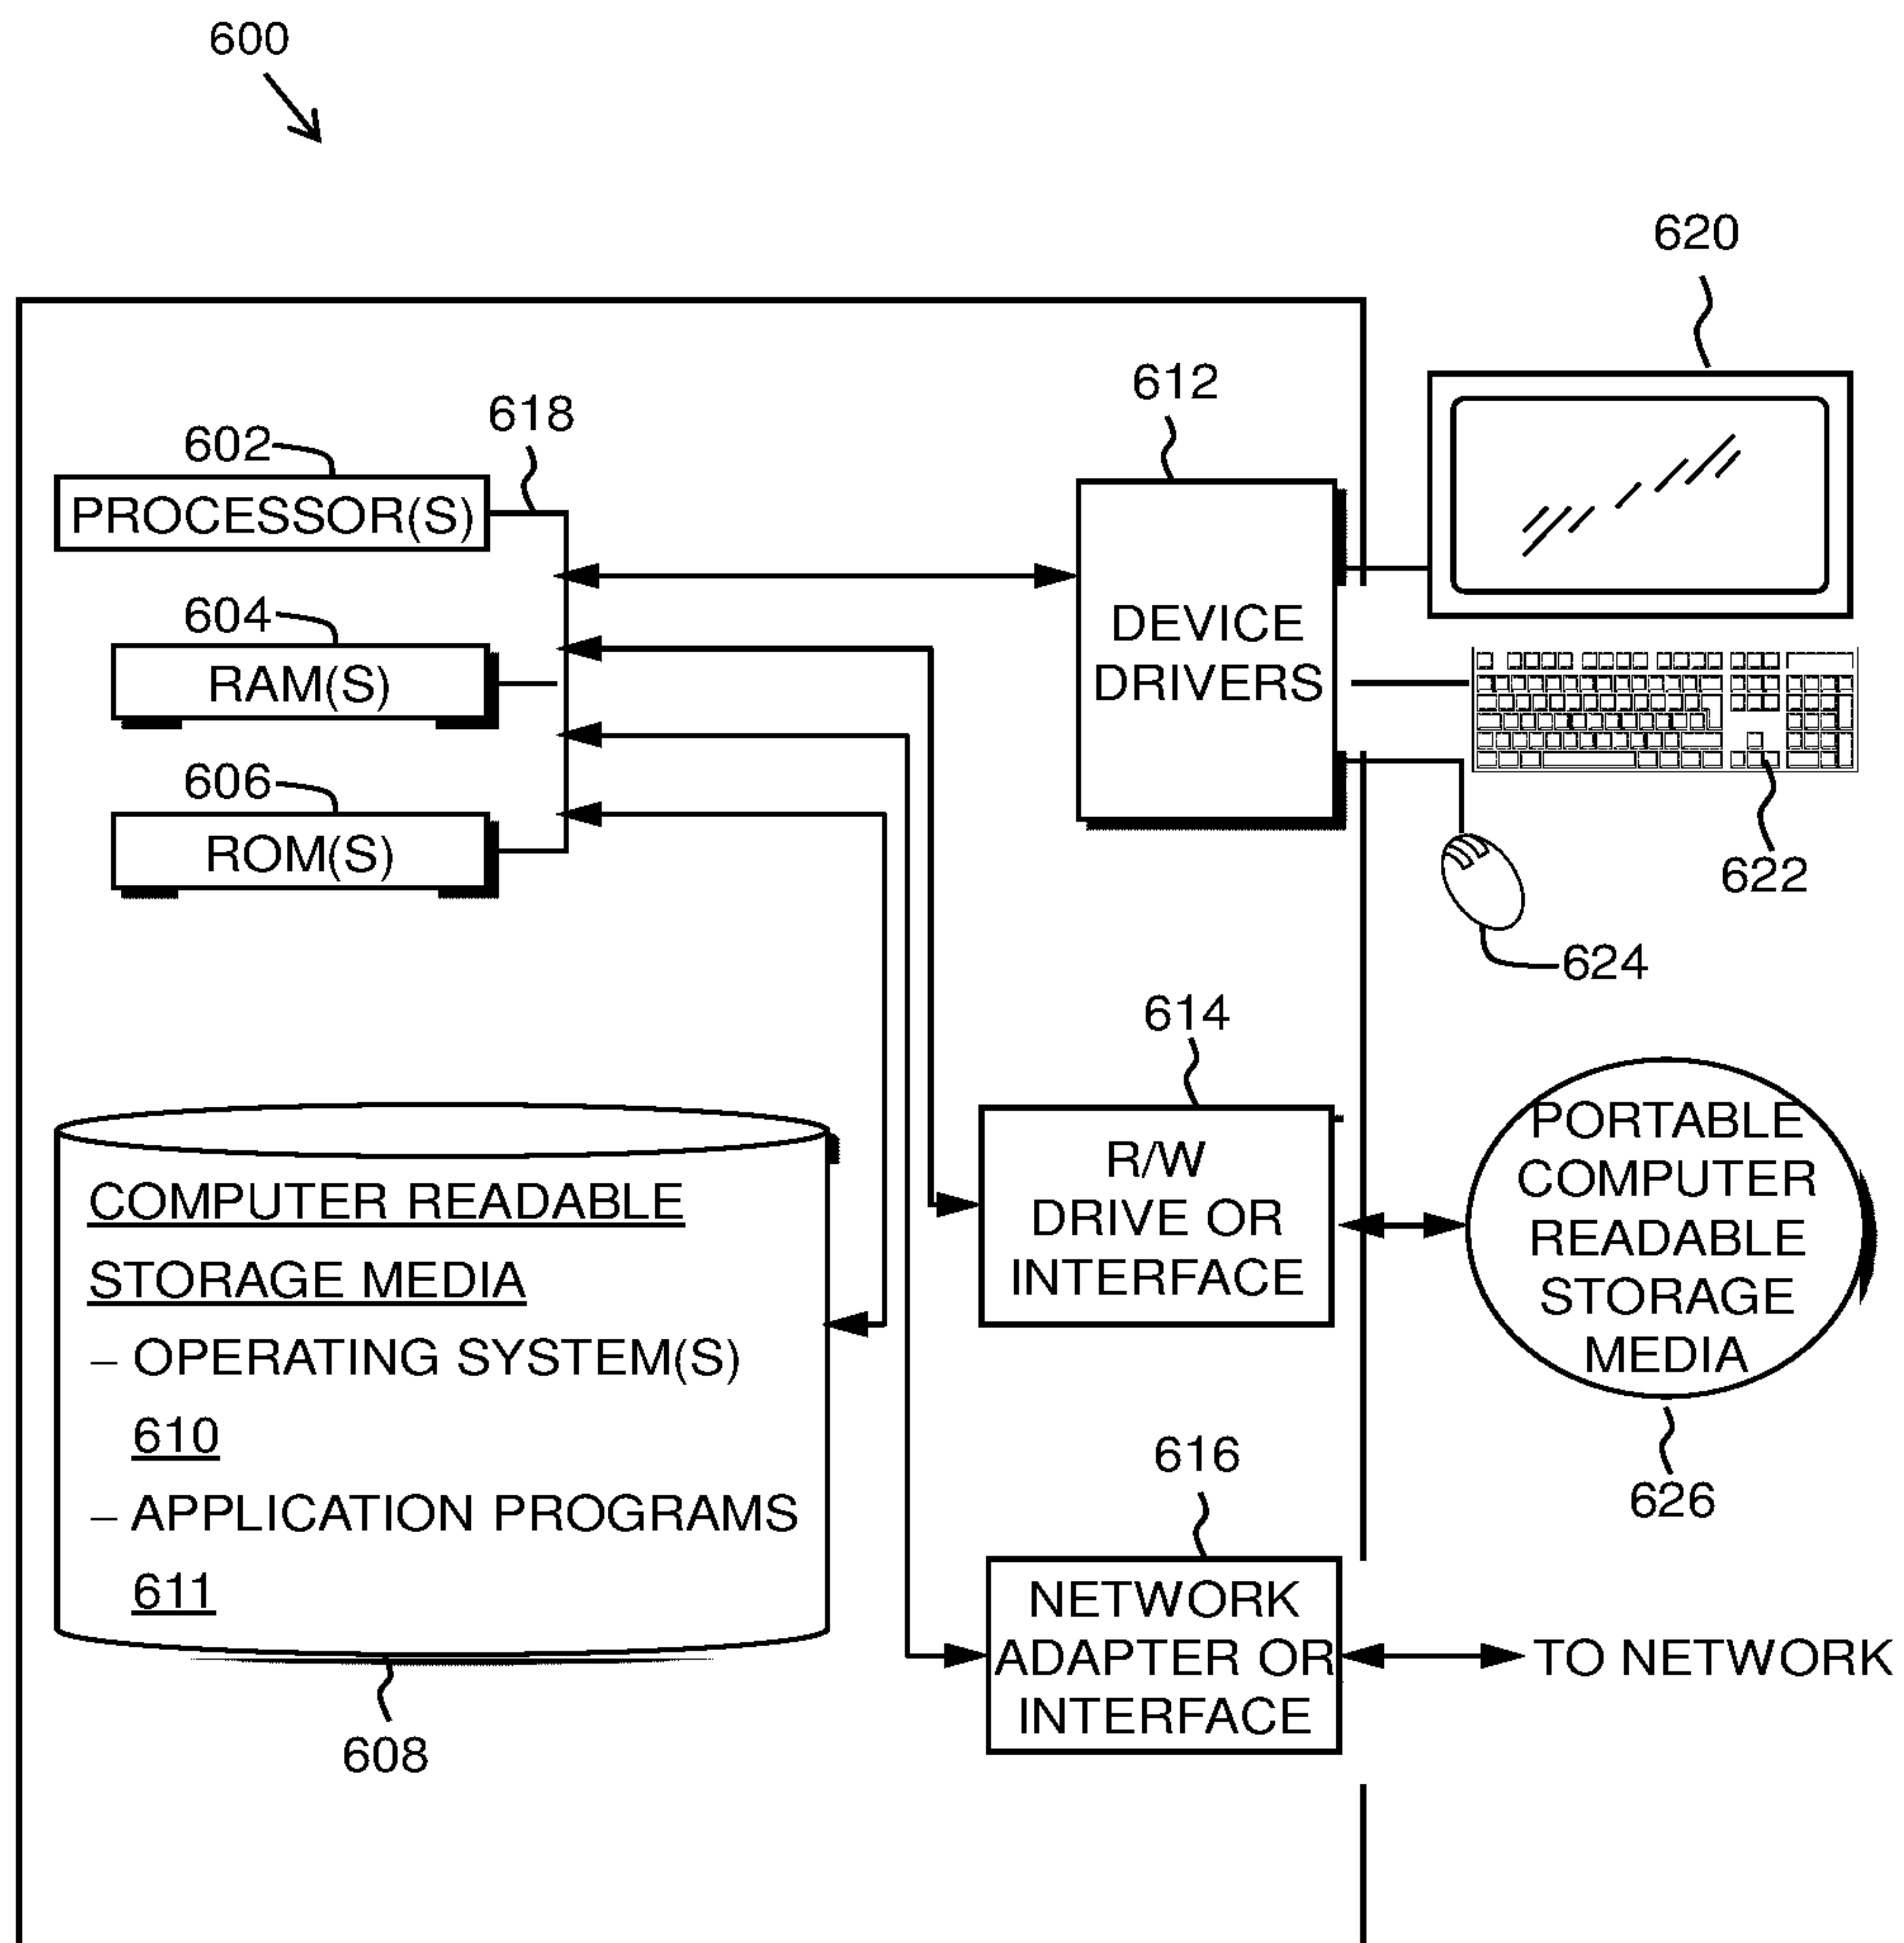 600
620
612
618
602
PROCESSOR(S)
604
RAM(S)
DEVICE
DRIVERS
606
ROM(S)
622
624
614
R/W
DRIVE OR
INTERFACE
PORTABLE
COMPUTER
READABLE
STORAGE
MEDIA
626
COMPUTER READABLE
STORAGE MEDIA
– OPERATING SYSTEM(S)
610
– APPLICATION PROGRAMS
611
608
616
NETWORK
ADAPTER OR
INTERFACE
TO NETWORK